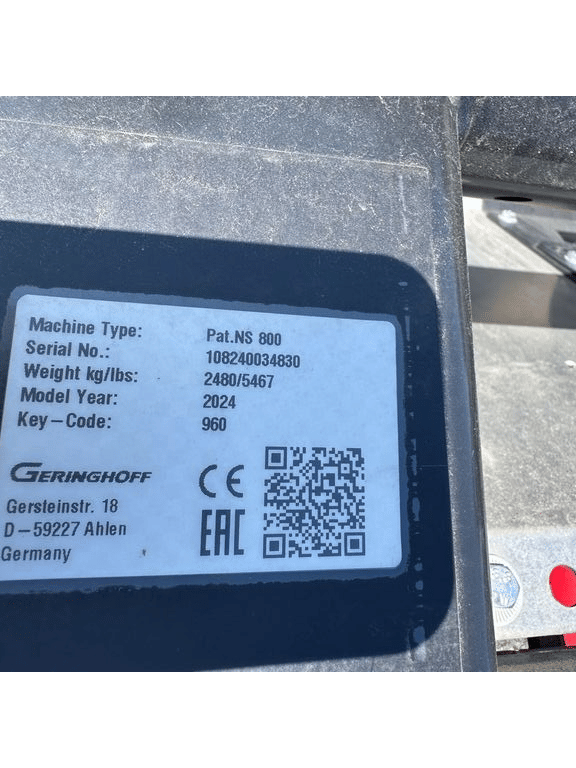 Machine Type: Pat.NS 800
Serial No.: 108240034830
Weight kg/lbs: 2480/5467
Model Year: 2024
Key-Code: 960
GERINGHOFF
CE
Gersteinstr. 18
D-59227 Ahlen
Germany
EAC